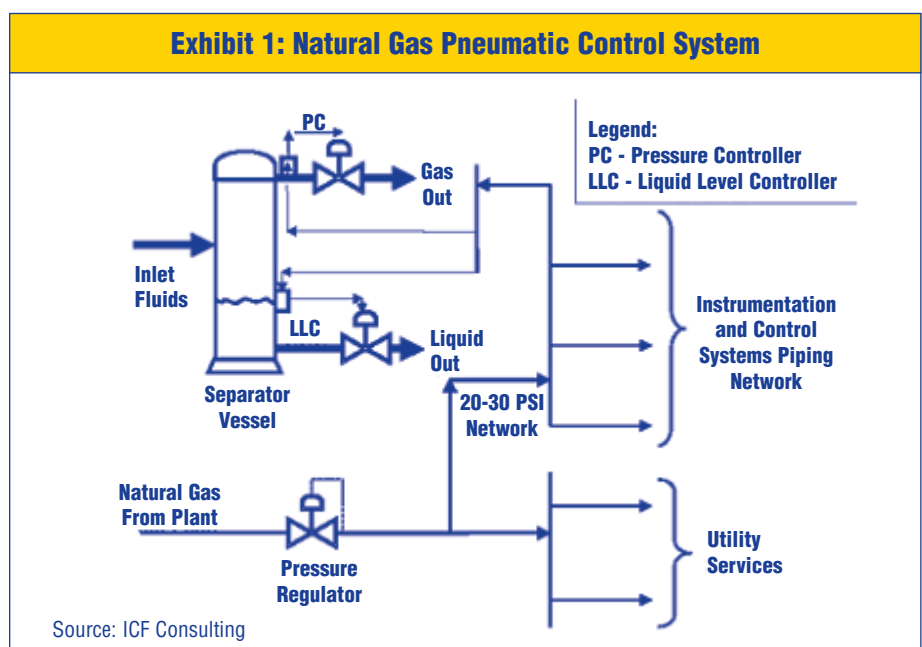 Exhibit 1: Natural Gas Pneumatic Control System
PC
Gas
Out
Legend:
PC - Pressure Controller
LLC - Liquid Level Controller
Inlet
Fluids
LLC
Liquid
Out
Separator
Vessel
20-30 PSI
Network
Instrumentation
and Control
Systems Piping
Network
Natural Gas
From Plant
Pressure
Regulator
Utility
Services
Source: ICF Consulting